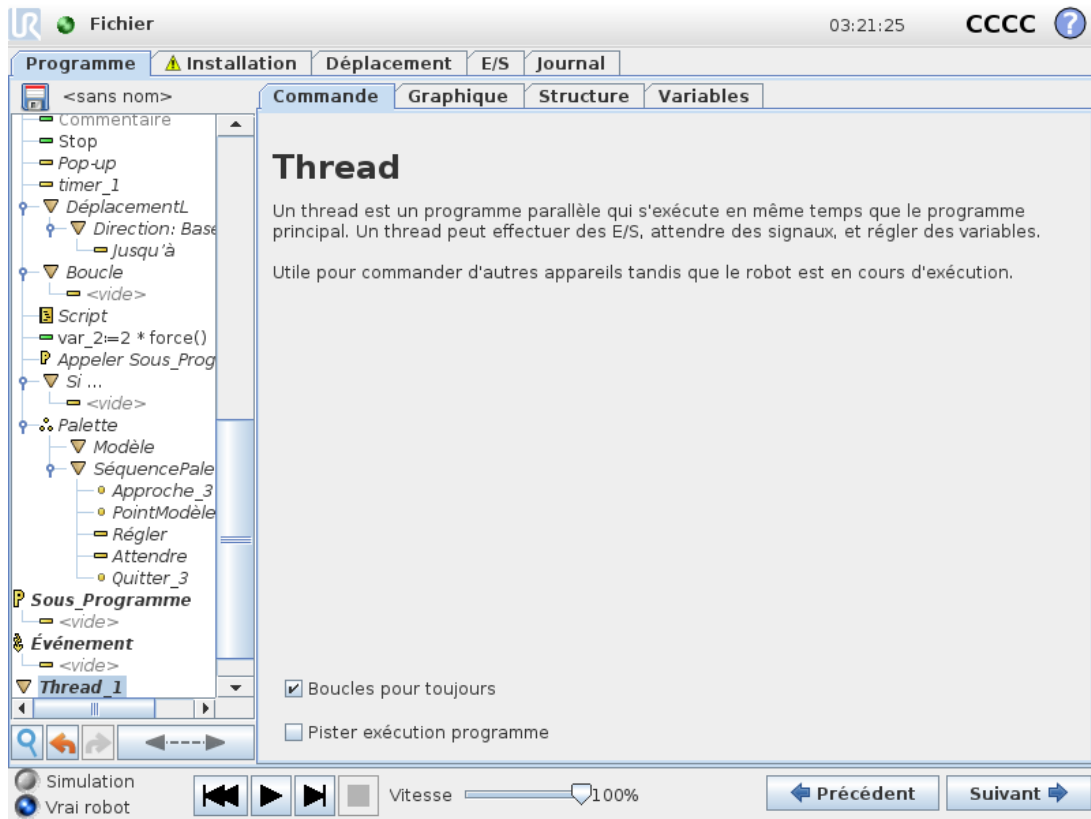 UR Fichier 03:21:25 CCCC ?
Programme Installation Déplacement E/S Journal
<sans nom> Commande Graphique Structure Variables
Commentaire
Stop
Pop-up
timer_1
DéplacementL
Direction: Base
Jusqu'à
Boucle
<vide>
Script
var_2:=2 * force()
Appeler Sous_Prog
Si ...
<vide>
Palette
Modèle
SéquencePale
Approche_3
PointModèle
Régler
Attendre
Quitter_3
P Sous_Programme
<vide>
Événement
<vide>
Thread_1
Thread
Un thread est un programme parallèle qui s'exécute en même temps que le programme
principal. Un thread peut effectuer des E/S, attendre des signaux, et régler des variables.
Utile pour commander d'autres appareils tandis que le robot est en cours d'exécution.
Boucles pour toujours
Pister exécution programme
Simulation
Vrai robot
Vitesse 100%
Précédent Suivant